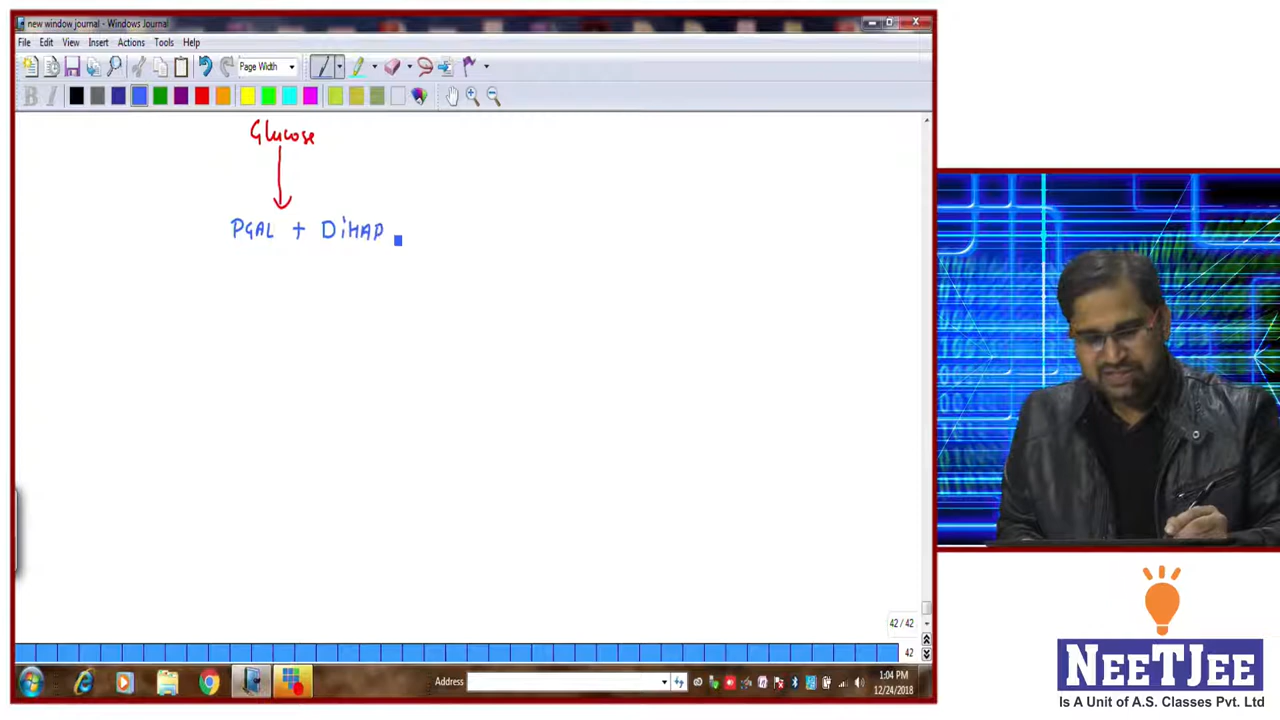 new window journal - Windows Journal
File Edit View Insert Actions Tools Help
Page Width
B I
Glucose
PGAL + DiHAP
42 / 42
42
Address
1:04 PM
12/24/2018
NEETJEE
Is A Unit of A.S. Classes Pvt. Ltd